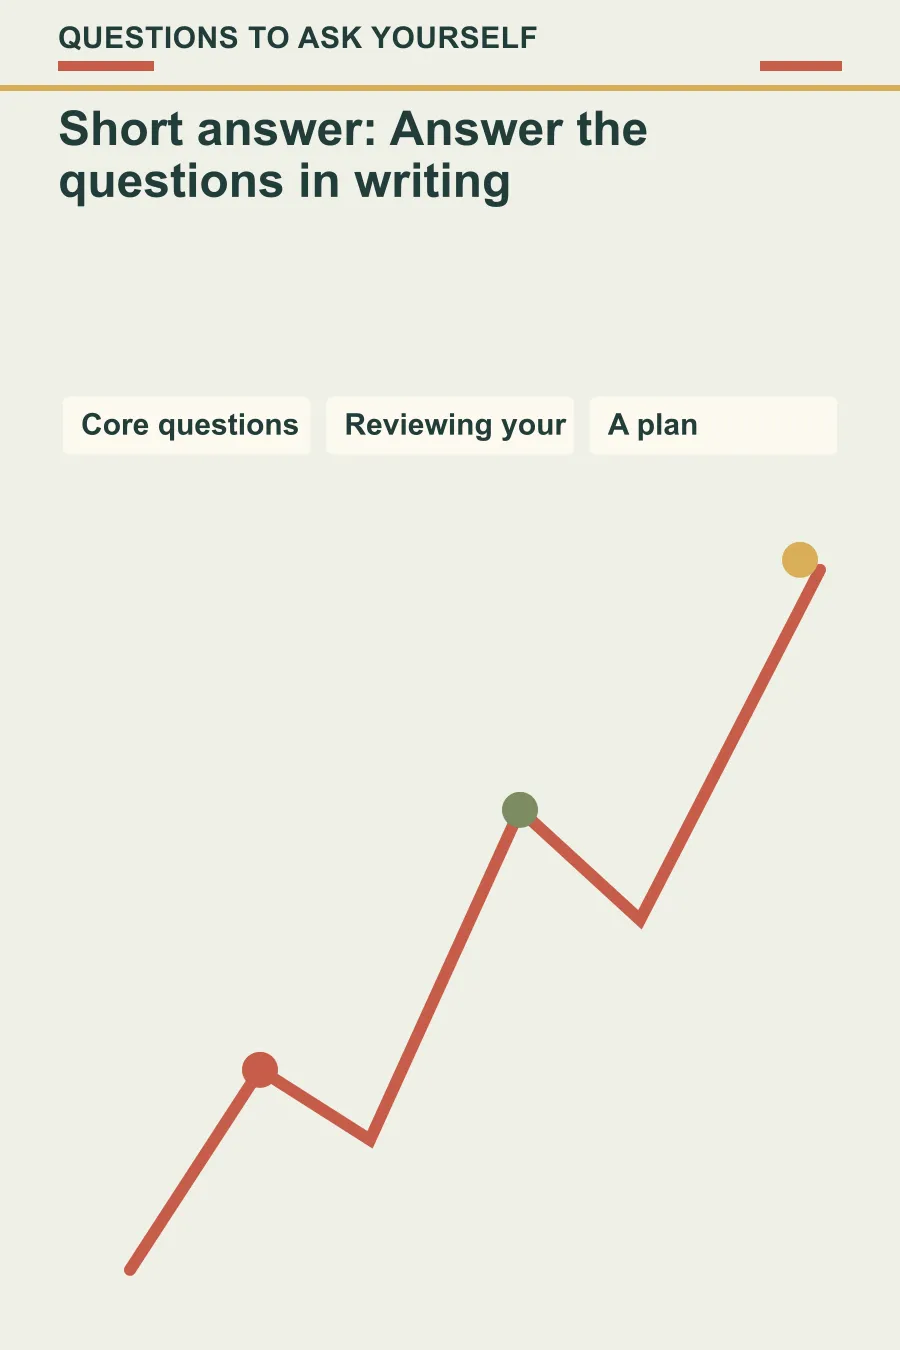 QUESTIONS TO ASK YOURSELF
Short answer: Answer the
questions in writing
Core questions
Reviewing your
A plan